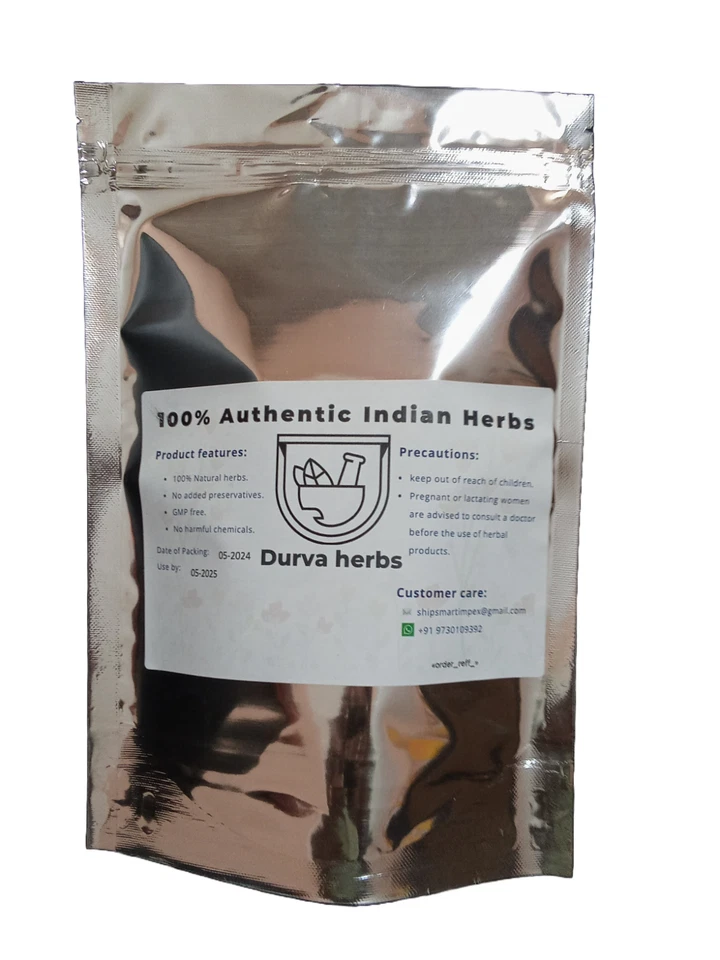 100% Authentic Indian Herbs
Product features:
• 100% Natural herbs.
• No added preservatives.
• GMP free.
• No harmful chemicals.
Date of Packing: 05-2024
Use by: 05-2025
Durva herbs
Precautions:
• keep out of reach of children.
• Pregnant or lactating women
are advised to consult a doctor
before the use of herbal
products.
Customer care:
shipsmartimpex@gmail.com
+91 9730109392
«order_reff_»